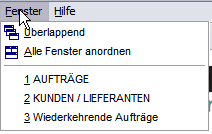 Fenster Hilfe
Überlappend
Alle Fenster anordnen
1 AUFTRÄGE
2 KUNDEN / LIEFERANTEN
3 Wiederkehrende Aufträge